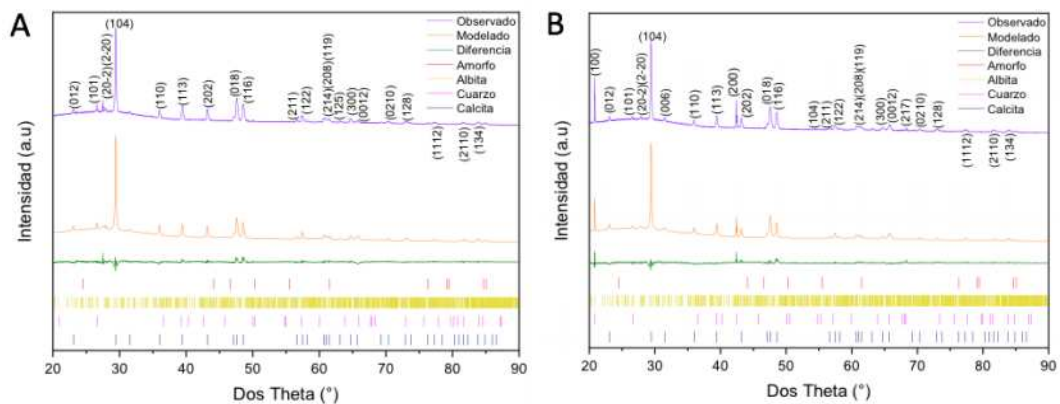 A
Intensidad (a.u)
(012)
(101)
(20-2)(2-20)
(104)
(110)
(113)
(202)
(018)
(116)
(211)
(122)
(214)(208)(119)
(125)
(300)
(0012)
(0210)
(128)
(1112)
(2110)
(134)
Observado
Modelado
Diferencia
Amorfo
Albita
Cuarzo
Calcita
20 30 40 50 60 70 80 90
Dos Theta (°)
B
Intensidad (a.u)
(100)
(012)
(101)
(20-2)(2-20)
(104)
(006)
(110)
(113)
(200)
(202)
(018)
(116)
(104)
(211)
(122)
(214)(208)(119)
(300)
(0012)
(217)
(0210)
(128)
(1112)
(2110)
(134)
Observado
Modelado
Diferencia
Amorfo
Albita
Cuarzo
Calcita
20 30 40 50 60 70 80 90
Dos Theta (°)